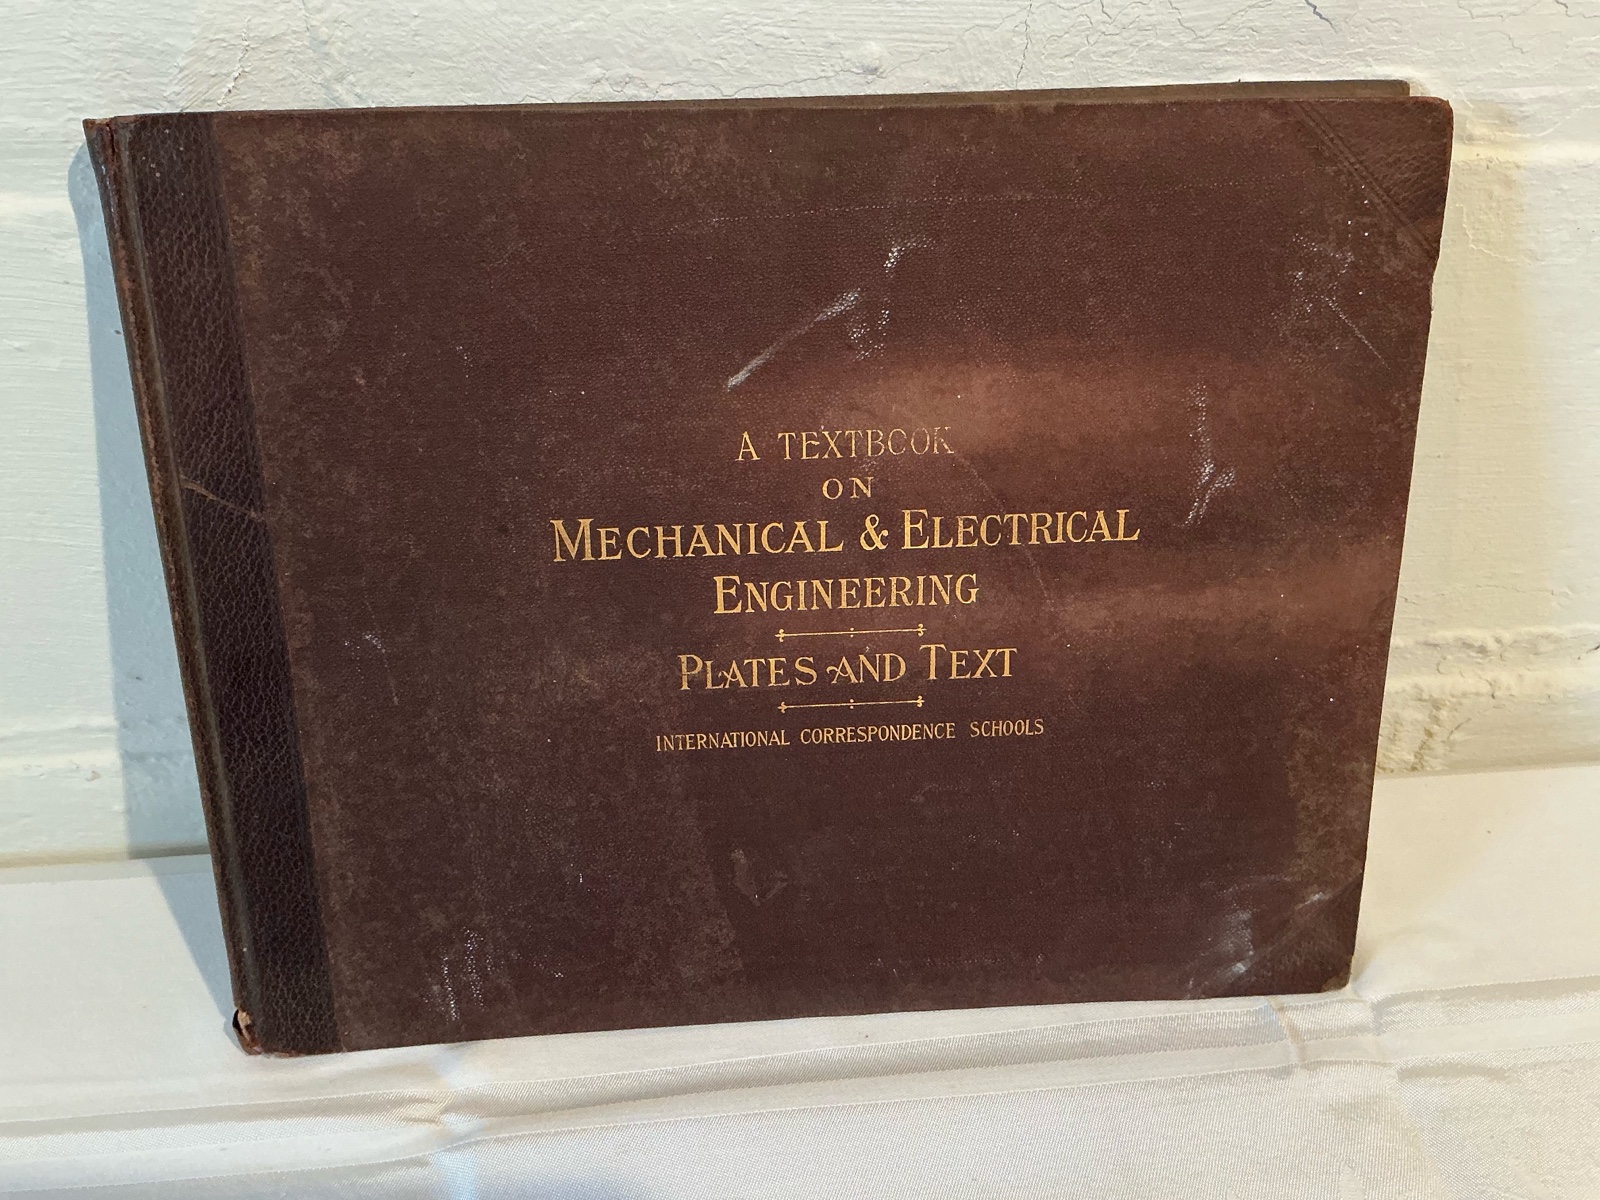 A TEXTBOOK
ON
MECHANICAL & ELECTRICAL
ENGINEERING
PLATES AND TEXT
INTERNATIONAL CORRESPONDENCE SCHOOLS